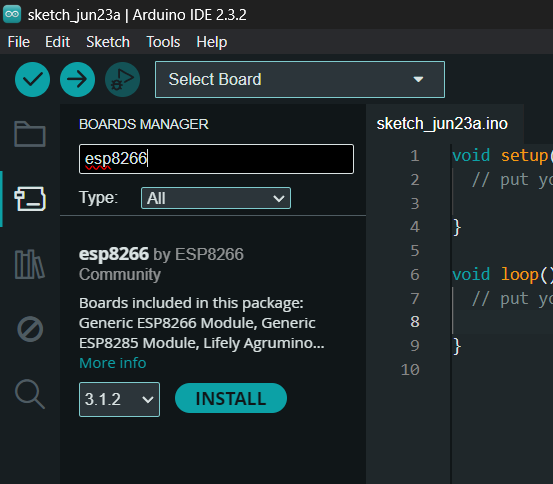 sketch_jun23a | Arduino IDE 2.3.2
File Edit Sketch Tools Help
Select Board
BOARDS MANAGER
esp8266
Type: All
esp8266 by ESP8266
Community
Boards included in this package:
Generic ESP8266 Module, Generic
ESP8285 Module, Lifely Agrumino...
More info
3.1.2 INSTALL
sketch_jun23a.ino
1 void setup(
2 // put yo
3
4 }
5
6 void loop()
7 // put yo
8
9 }
10